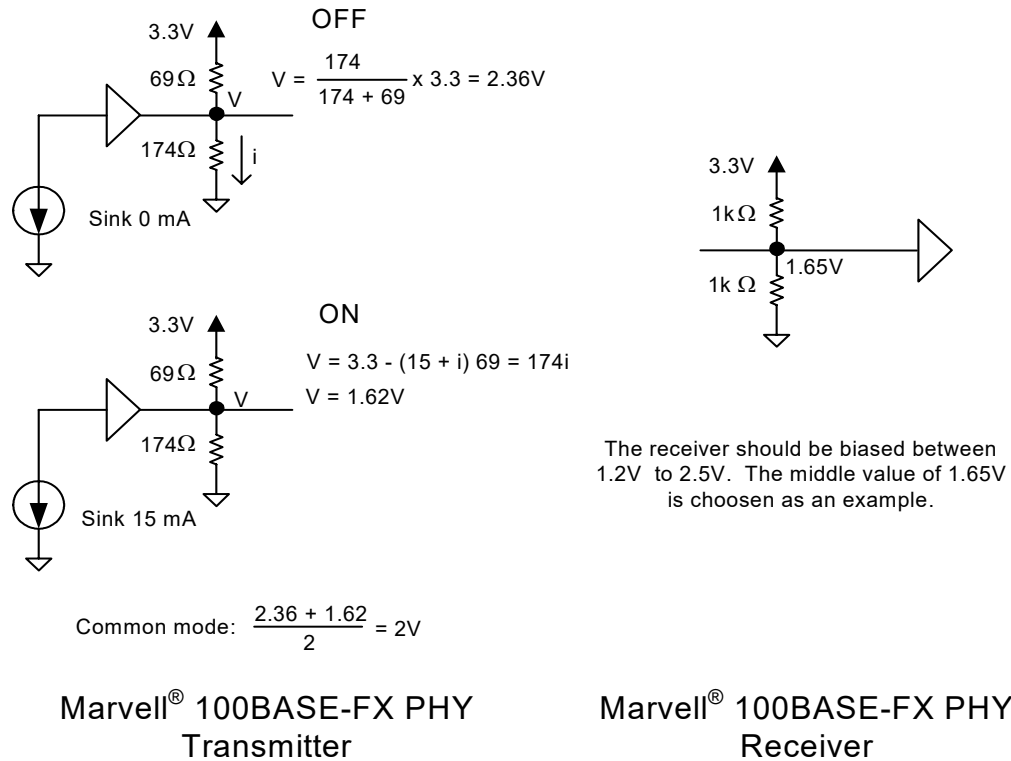 OFF
3.3V
69Ω
V
174Ω
i
Sink 0 mA
V = 174 / 174 + 69 x 3.3 = 2.36V
3.3V
1k Ω
1.65V
1k Ω
ON
3.3V
69Ω
V
174Ω
Sink 15 mA
V = 3.3 - (15 + i) 69 = 174i
V = 1.62V
The receiver should be biased between
1.2V to 2.5V. The middle value of 1.65V
is choosen as an example.
Common mode: 2.36 + 1.62 / 2 = 2V
Marvell® 100BASE-FX PHY
Transmitter
Marvell® 100BASE-FX PHY
Receiver